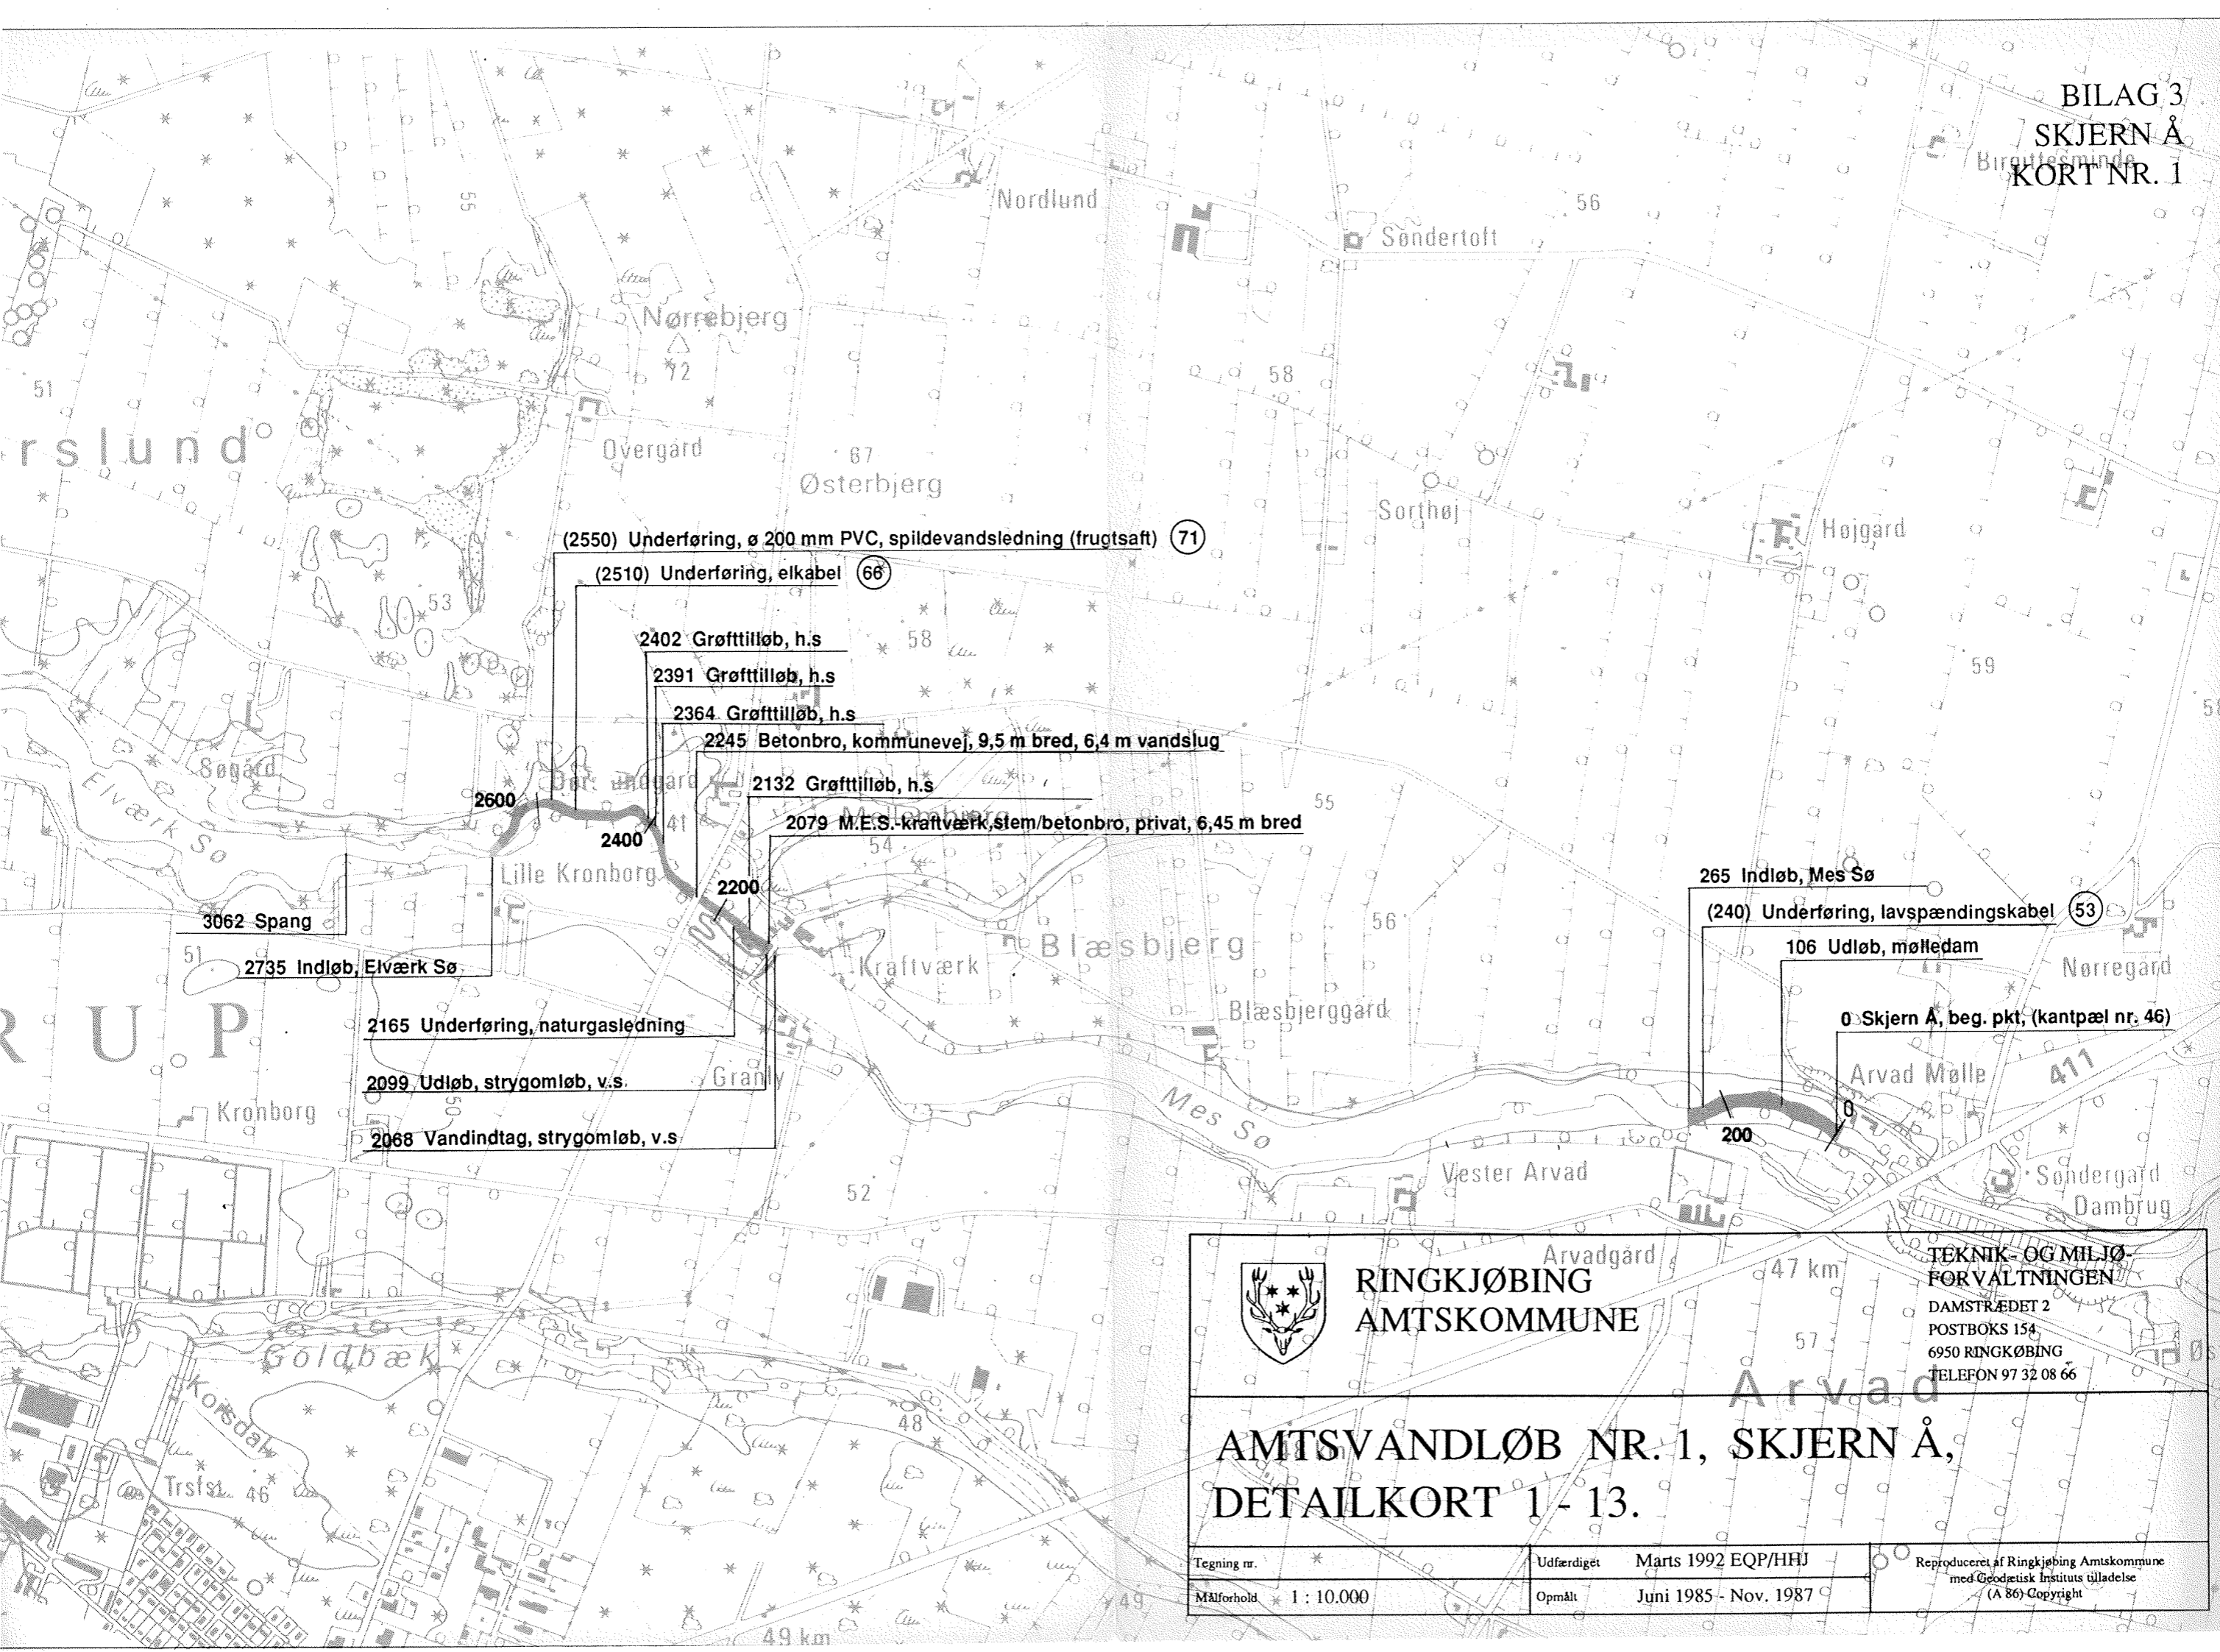 BILAG 3
SKJERN Å
KORT NR. 1
Birgittesminde
Nordlund
56
Søndertoft
55
Nørrebjerg
72
51
58
rslund
Overgård
67
Østerbjerg
Sorthøj
Højgård
(2550) Underføring, ø 200 mm PVC, spildevandsledning (frugtsaft) 71
(2510) Underføring, elkabel 66
53
2402 Grøfttilløb, h.s
58
59
2391 Grøfttilløb, h.s
2364 Grøfttilløb, h.s
2245 Betonbro, kommunevej, 9,5 m bred, 6,4 m vandslug
Søgård
2132 Grøfttilløb, h.s
2600
55
Elværk Sø
41
2079 M.E.S.-kraftværk,stem/betonbro, privat, 6,45 m bred
2400
54
Lille Kronborg
2200
265 Indløb, Mes Sø
3062 Spang
(240) Underføring, lavspændingskabel 53
56
51
Blæsbjerg
106 Udløb, mølledam
2735 Indløb, Elværk Sø
Kraftværk
Nørregård
RUP
2165 Underføring, naturgasledning
Blæsbjerggård
0 Skjern Å, beg. pkt, (kantpæl nr. 46)
2099 Udløb, strygomløb, v.s.
Granly
Arvad Mølle
411
Kronborg
50
Mes Sø
0
2068 Vandindtag, strygomløb, v.s
200
Vester Arvad
Søndergård
Dambrug
52
Arvadgård
47 km
RINGKJØBING
AMTSKOMMUNE
TEKNIK- OG MILJØ-
FORVALTNINGEN
DAMSTRÆDET 2
POSTBOKS 154
6950 RINGKØBING
TELEFON 97 32 08 66
57
Goldbæk
Korsdal
Arvad
48
AMTSVANDLØB NR. 1, SKJERN Å,
DETAILKORT 1 - 13.
Trsfst.
46
Tegning nr.
Udfærdiget Marts 1992 EQP/HHJ
Reproduceret af Ringkjøbing Amtskommune
med Geodætisk Instituts tilladelse
(A 86) Copyright
Målforhold 1 : 10.000
Opmålt Juni 1985 - Nov. 1987
49
49 km